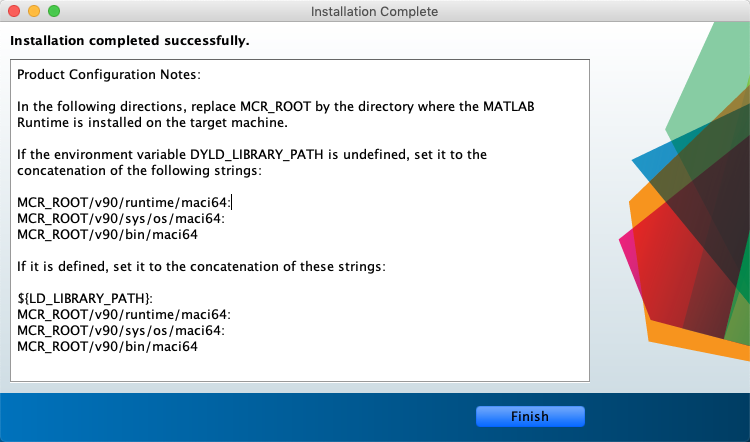 Installation Complete
Installation completed successfully.
Product Configuration Notes:
In the following directions, replace MCR_ROOT by the directory where the MATLAB
Runtime is installed on the target machine.
If the environment variable DYLD_LIBRARY_PATH is undefined, set it to the
concatenation of the following strings:
MCR_ROOT/v90/runtime/maci64:
MCR_ROOT/v90/sys/os/maci64:
MCR_ROOT/v90/bin/maci64
If it is defined, set it to the concatenation of these strings:
${LD_LIBRARY_PATH}:
MCR_ROOT/v90/runtime/maci64:
MCR_ROOT/v90/sys/os/maci64:
MCR_ROOT/v90/bin/maci64
Finish